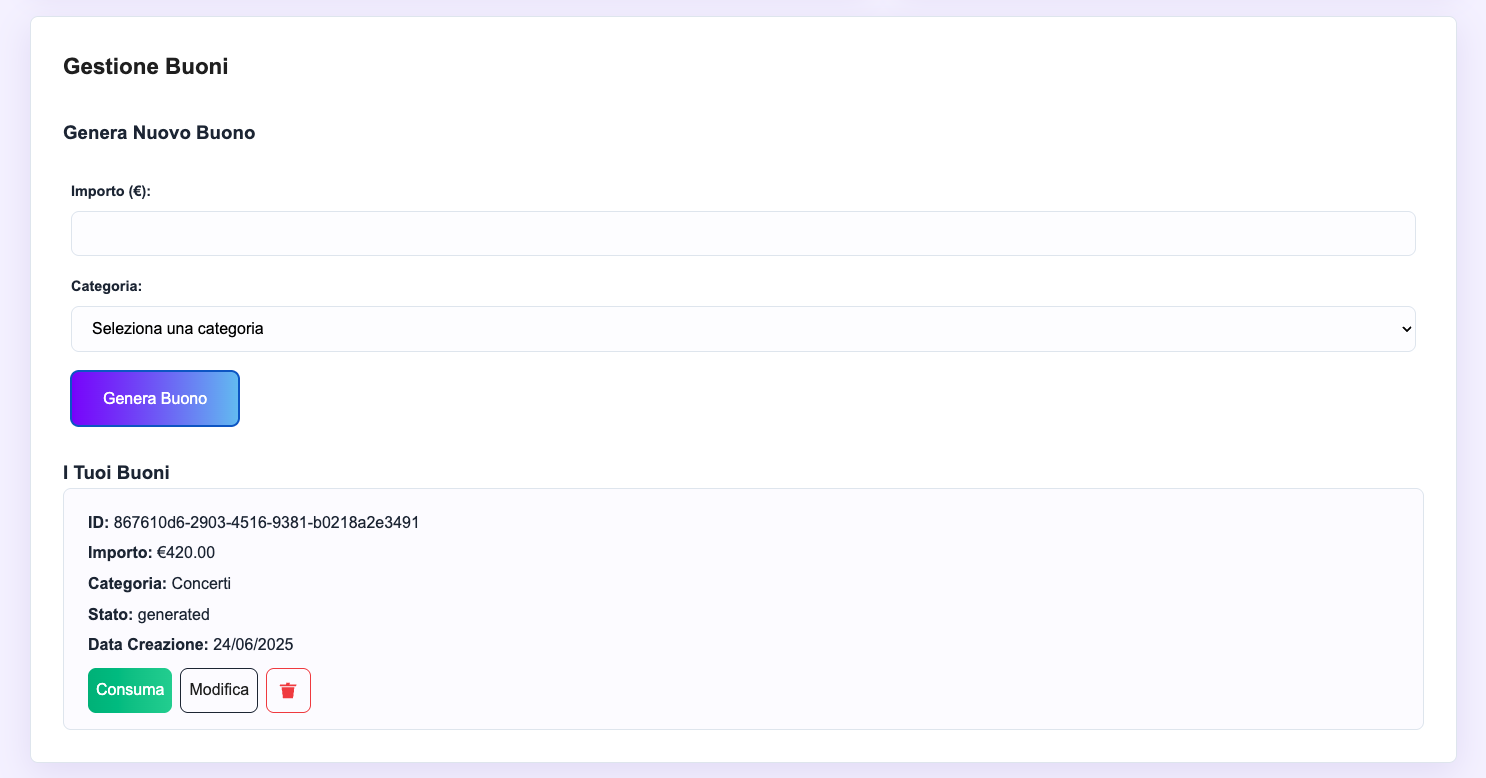 Gestione Buoni
Genera Nuovo Buono
Importo (€):
Categoria:
Seleziona una categoria
Genera Buono
I Tuoi Buoni
ID: 867610d6-2903-4516-9381-b0218a2e3491
Importo: €420.00
Categoria: Concerti
Stato: generated
Data Creazione: 24/06/2025
Consuma Modifica